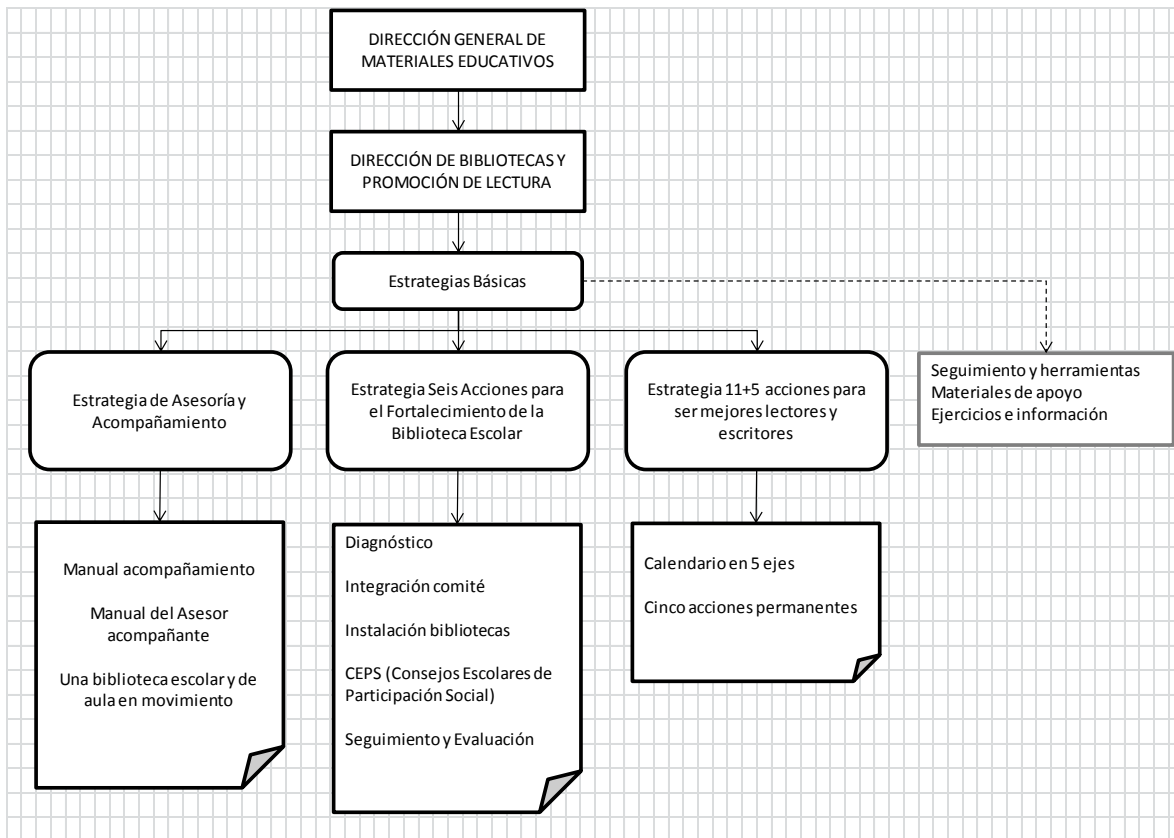 DIRECCIÓN GENERAL DE
MATERIALES EDUCATIVOS
DIRECCIÓN DE BIBLIOTECAS Y
PROMOCIÓN DE LECTURA
Estrategias Básicas
Estrategia de Asesoría y
Acompañamiento
Estrategia Seis Acciones para
el Fortalecimiento de la
Biblioteca Escolar
Estrategia 11+5 acciones para
ser mejores lectores y
escritores
Seguimiento y herramientas
Materiales de apoyo
Ejercicios e información
Manual acompañamiento
Manual del Asesor
acompañante
Una biblioteca escolar y de
aula en movimiento
Diagnóstico
Integración comité
Instalación bibliotecas
CEPS (Consejos Escolares de
Participación Social)
Seguimiento y Evaluación
Calendario en 5 ejes
Cinco acciones permanentes